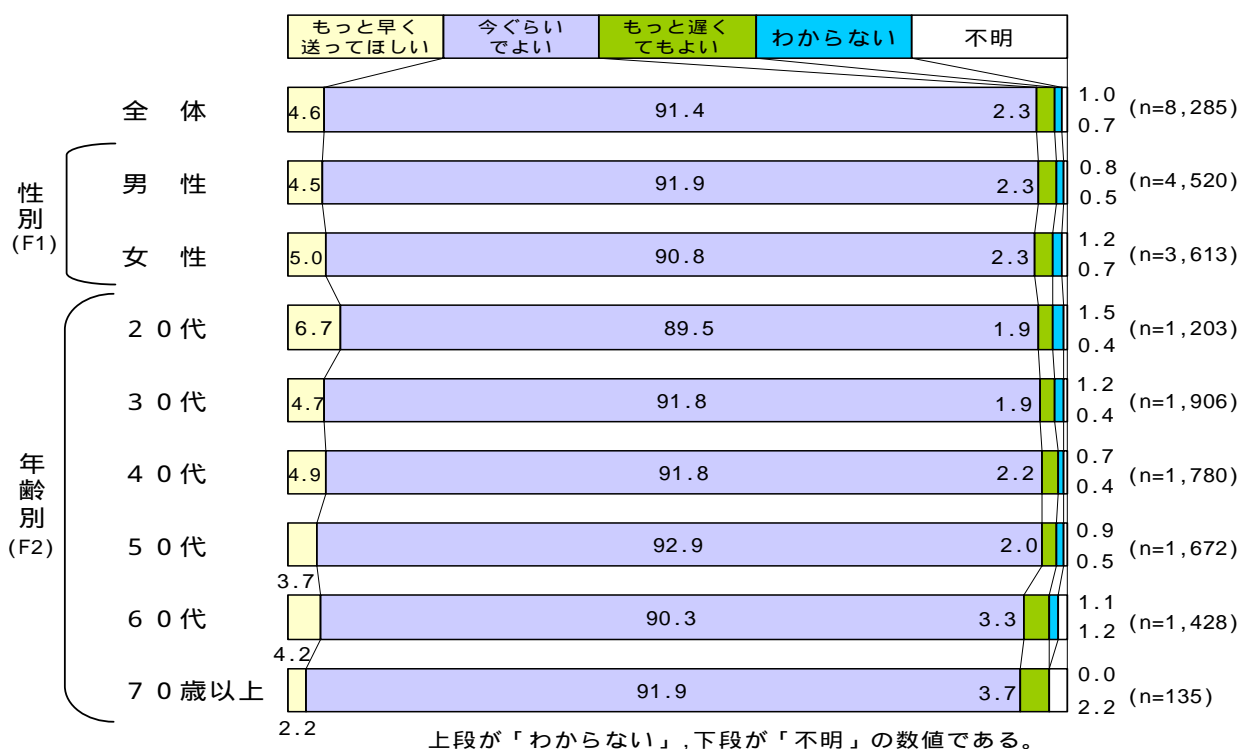 もっと早く
送ってほしい
今ぐらい
でよい
もっと遅く
てもよい
わからない
不明
全 体
4.6
91.4
2.3
1.0
0.7
(n=8,285)
性別
(F1)
男 性
4.5
91.9
2.3
0.8
0.5
(n=4,520)
女 性
5.0
90.8
2.3
1.2
0.7
(n=3,613)
年齢別
(F2)
20代
6.7
89.5
1.9
1.5
0.4
(n=1,203)
30代
4.7
91.8
1.9
1.2
0.4
(n=1,906)
40代
4.9
91.8
2.2
0.7
0.4
(n=1,780)
50代
3.7
92.9
2.0
0.9
0.5
(n=1,672)
60代
4.2
90.3
3.3
1.1
1.2
(n=1,428)
70歳以上
2.2
91.9
3.7
0.0
2.2
(n=135)
上段が「わからない」,下段が「不明」の数値である。